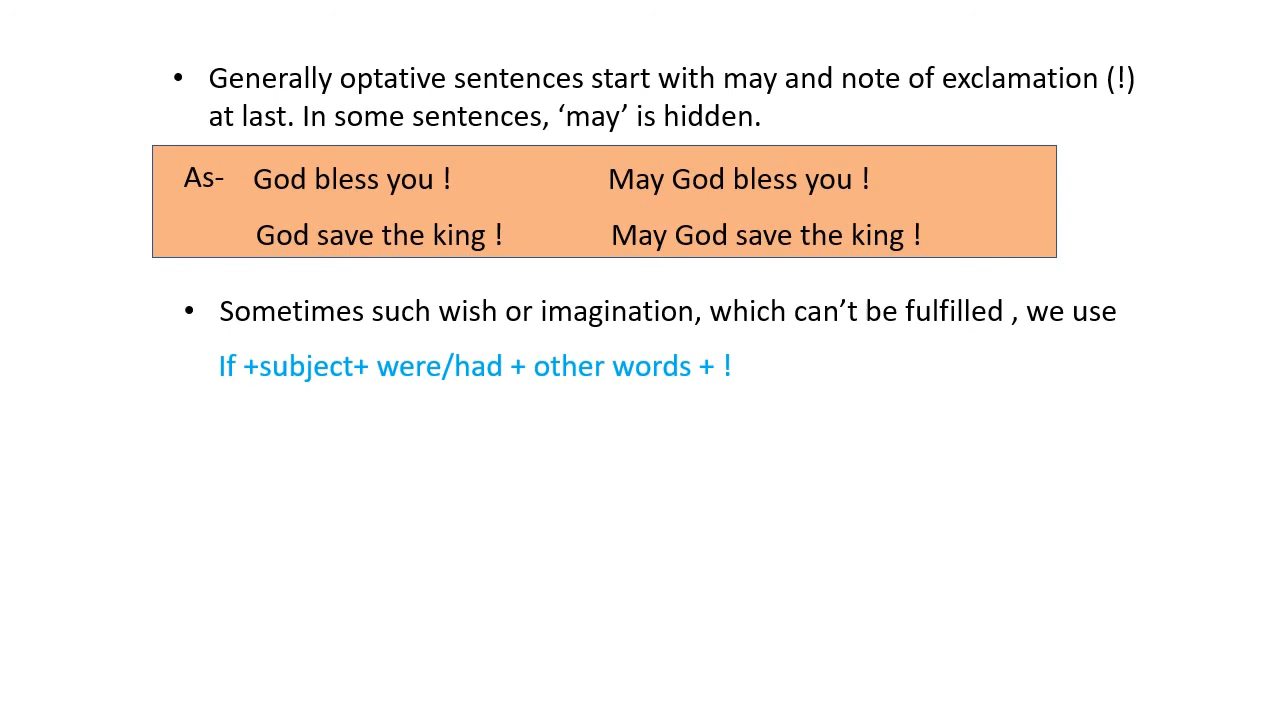 • Generally optative sentences start with may and note of exclamation (!)
at last. In some sentences, ‘may’ is hidden.
As- God bless you ! May God bless you !
God save the king ! May God save the king !
• Sometimes such wish or imagination, which can’t be fulfilled , we use
If +subject+ were/had + other words + !